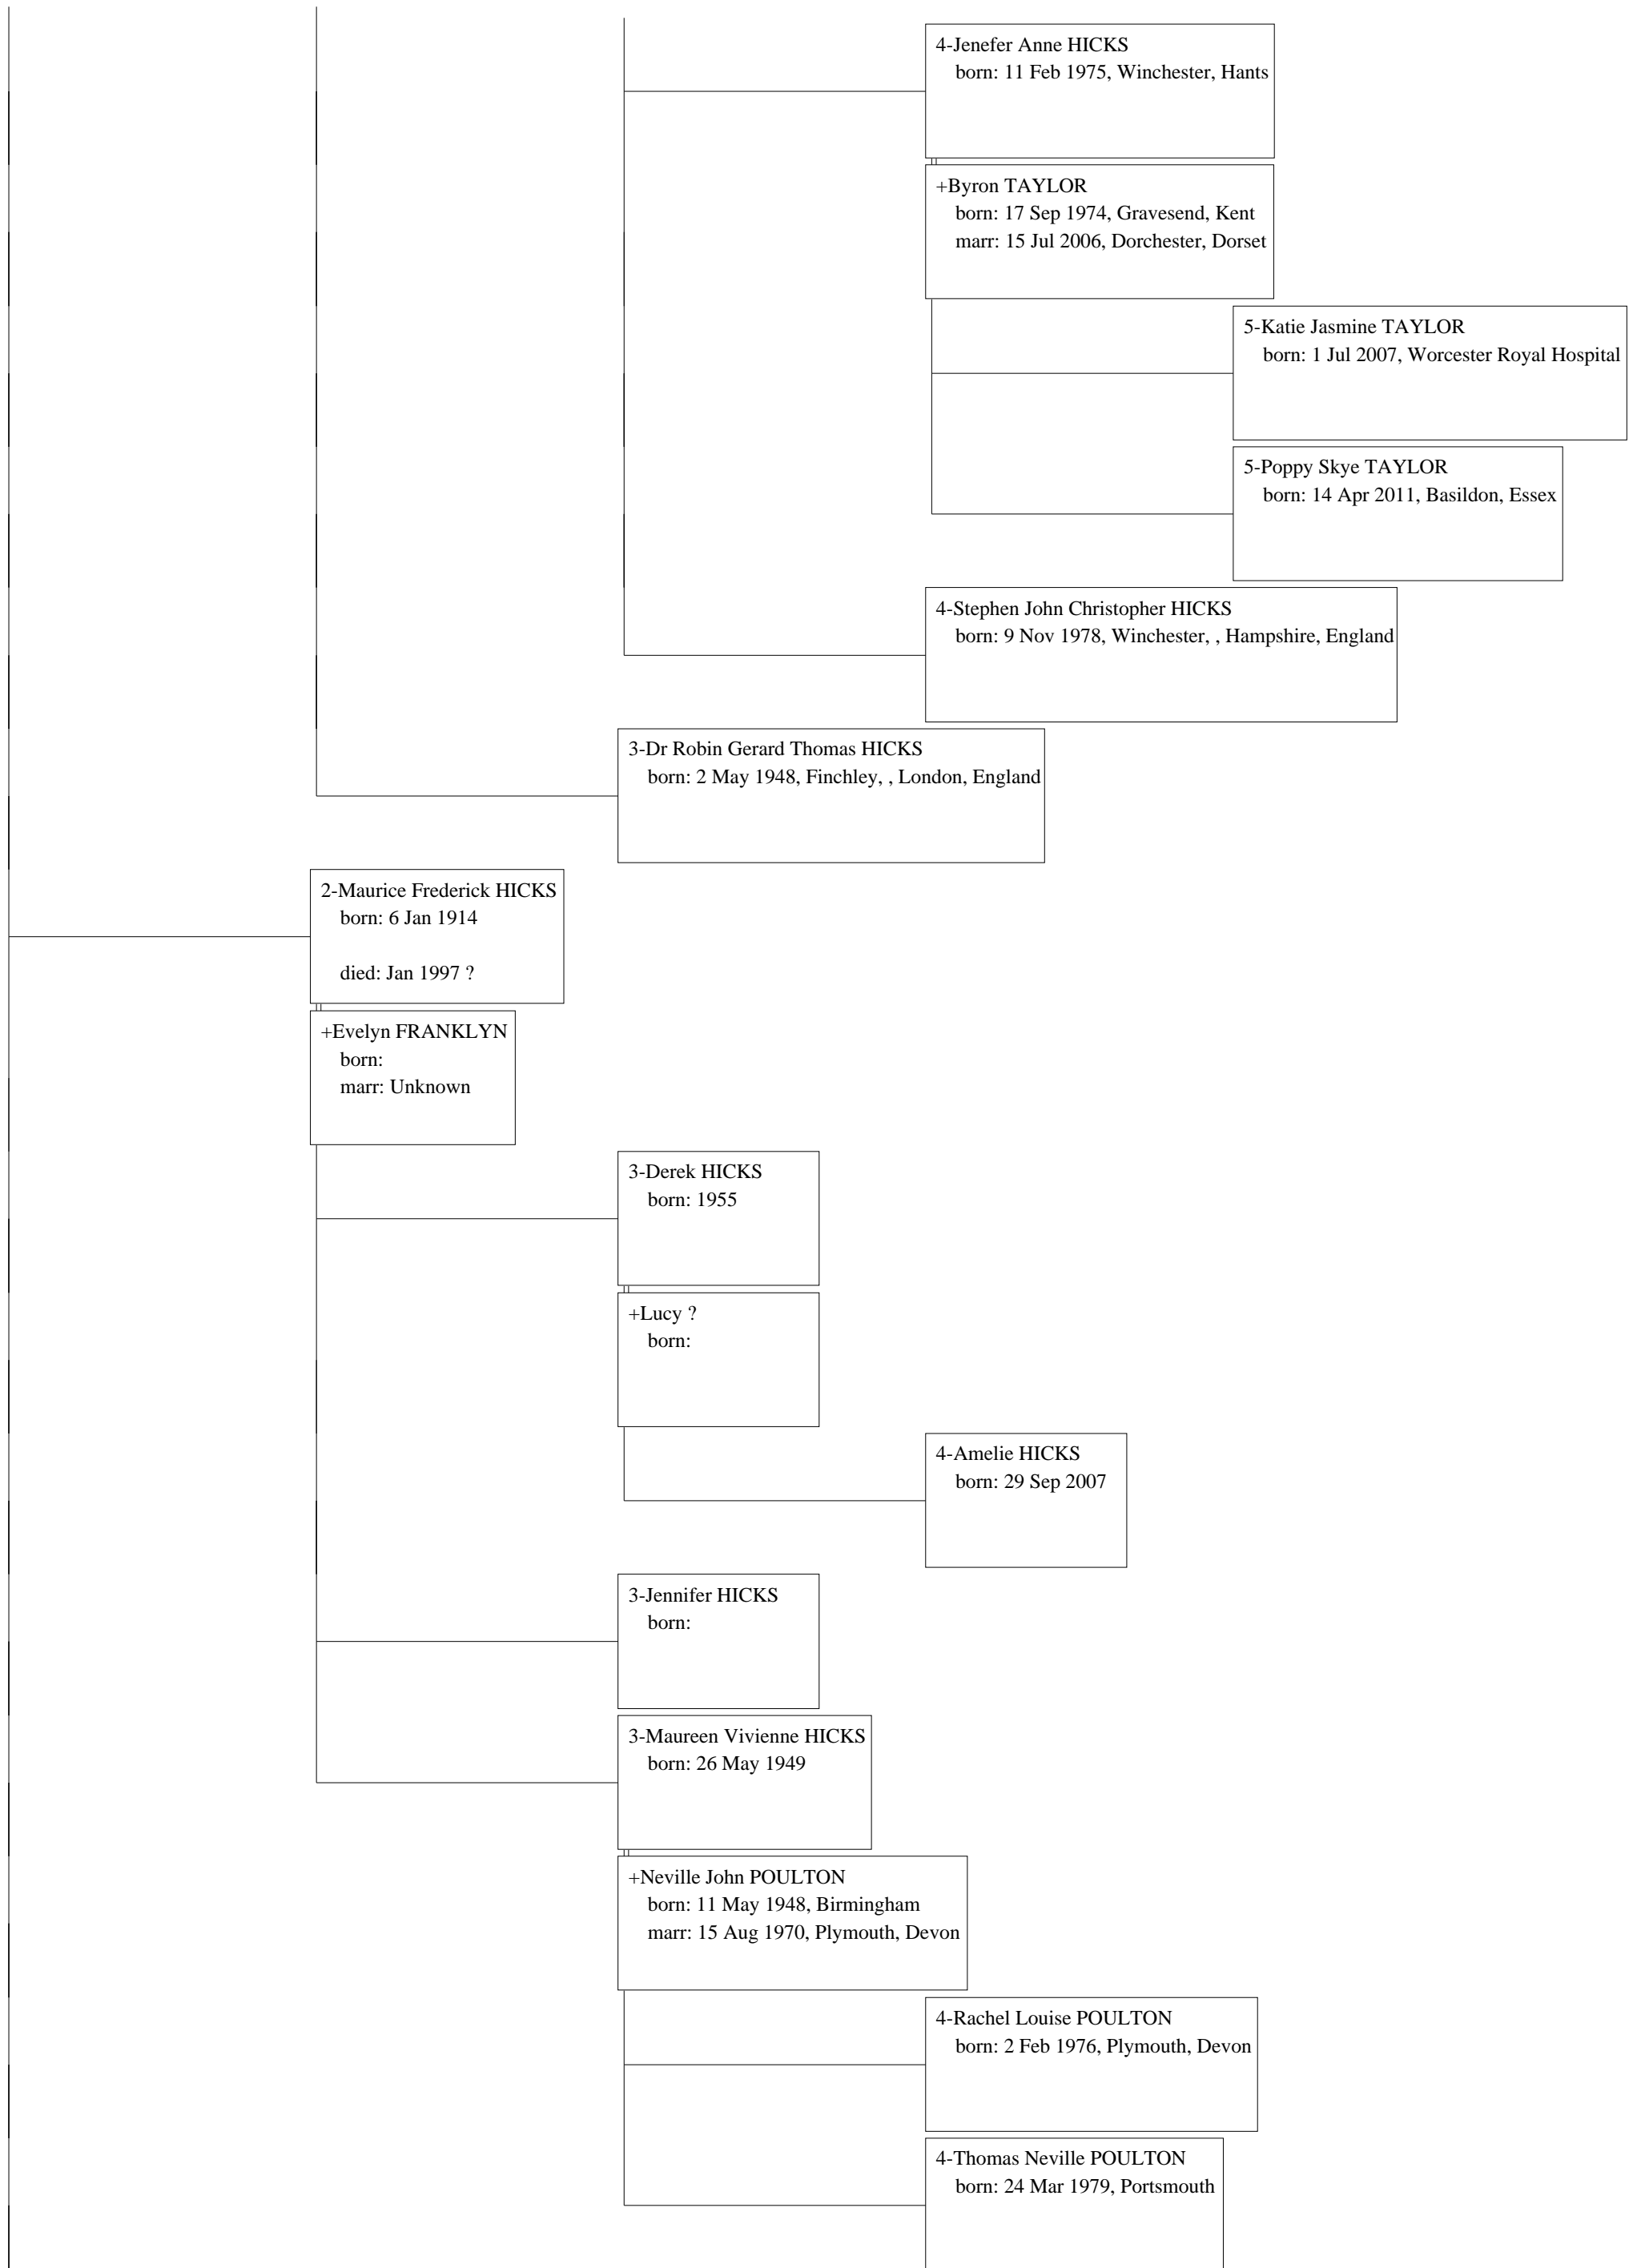 4-Jenefer Anne HICKS
born: 11 Feb 1975, Winchester, Hants
+Byron TAYLOR
born: 17 Sep 1974, Gravesend, Kent
marr: 15 Jul 2006, Dorchester, Dorset
5-Katie Jasmine TAYLOR
born: 1 Jul 2007, Worcester Royal Hospital
5-Poppy Skye TAYLOR
born: 14 Apr 2011, Basildon, Essex
4-Stephen John Christopher HICKS
born: 9 Nov 1978, Winchester, , Hampshire, England
3-Dr Robin Gerard Thomas HICKS
born: 2 May 1948, Finchley, , London, England
2-Maurice Frederick HICKS
born: 6 Jan 1914
died: Jan 1997 ?
+Evelyn FRANKLYN
born:
marr: Unknown
3-Derek HICKS
born: 1955
+Lucy ?
born:
4-Amelie HICKS
born: 29 Sep 2007
3-Jennifer HICKS
born:
3-Maureen Vivienne HICKS
born: 26 May 1949
+Neville John POULTON
born: 11 May 1948, Birmingham
marr: 15 Aug 1970, Plymouth, Devon
4-Rachel Louise POULTON
born: 2 Feb 1976, Plymouth, Devon
4-Thomas Neville POULTON
born: 24 Mar 1979, Portsmouth